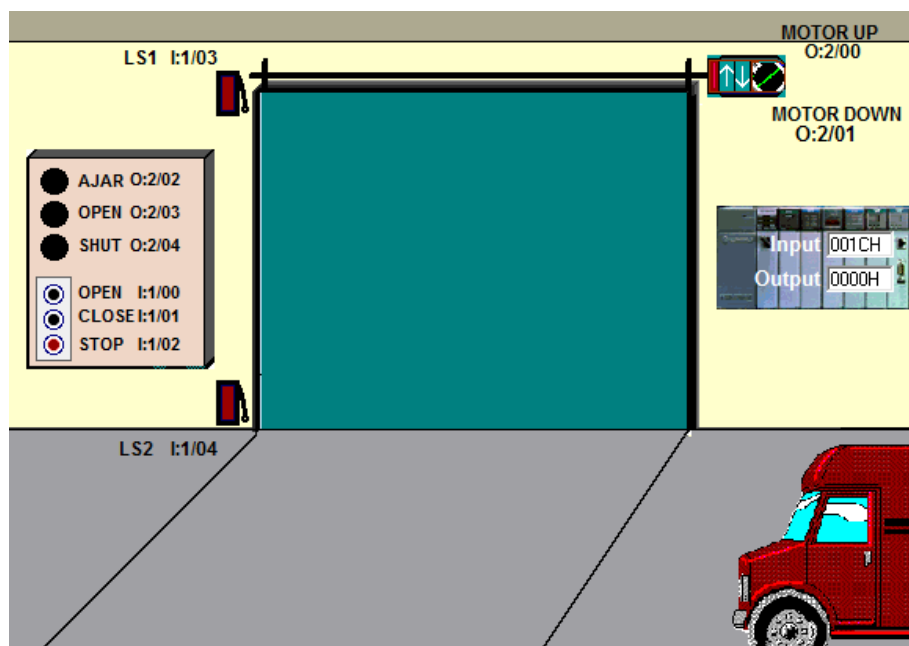 MOTOR UP
O:2/00
LS1 I:1/03
MOTOR DOWN
O:2/01
AJAR O:2/02
OPEN O:2/03
SHUT O:2/04
Input 001CH
Output 0000H
OPEN I:1/00
CLOSE I:1/01
STOP I:1/02
LS2 I:1/04